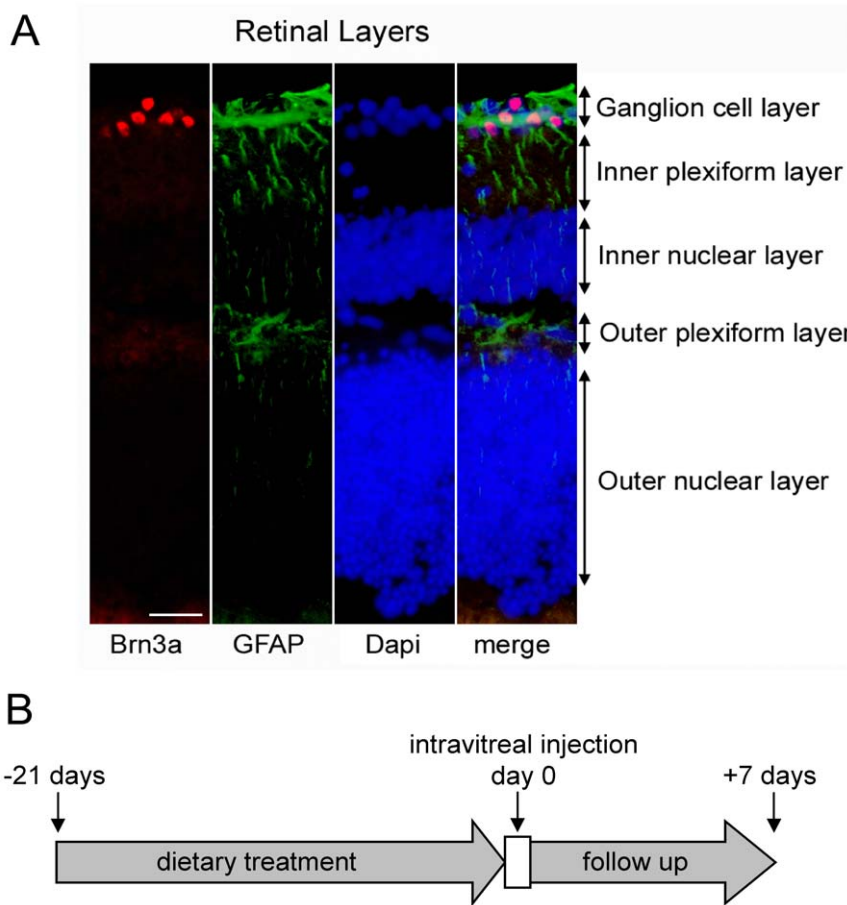 A
Retinal Layers
Ganglion cell layer
Inner plexiform layer
Inner nuclear layer
Outer plexiform layer
Outer nuclear layer
Brn3a GFAP Dapi merge
B
intravitreal injection
-21 days day 0 +7 days
dietary treatment follow up